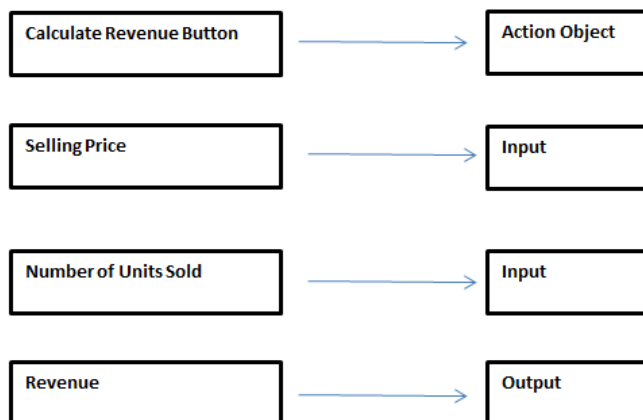 Calculate Revenue Button
Action Object
Selling Price
Input
Number of Units Sold
Input
Revenue
Output